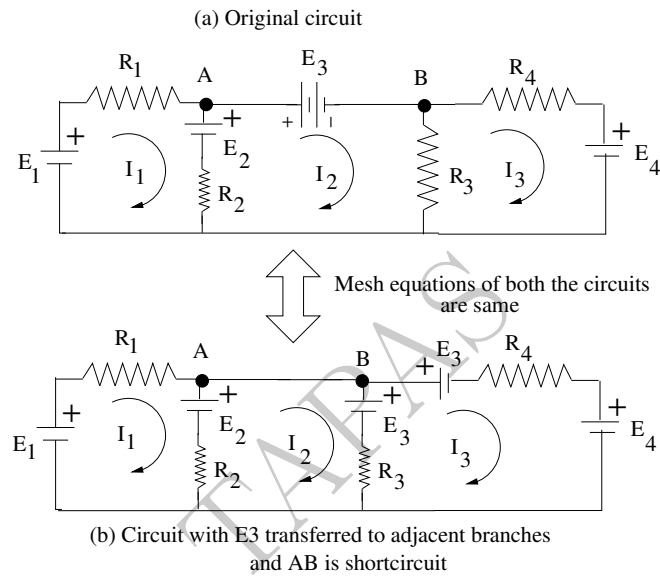 (a) Original circuit
R1 A E3 B R4
+ + + - +
E1 I1 E2 R2 I2 R3 I3 E4
Mesh equations of both the circuits
are same
R1 A B E3 R4
+ + + + +
E1 I1 E2 R2 I2 E3 R3 I3 E4
TAPAS
(b) Circuit with E3 transferred to adjacent branches
and AB is shortcircuit